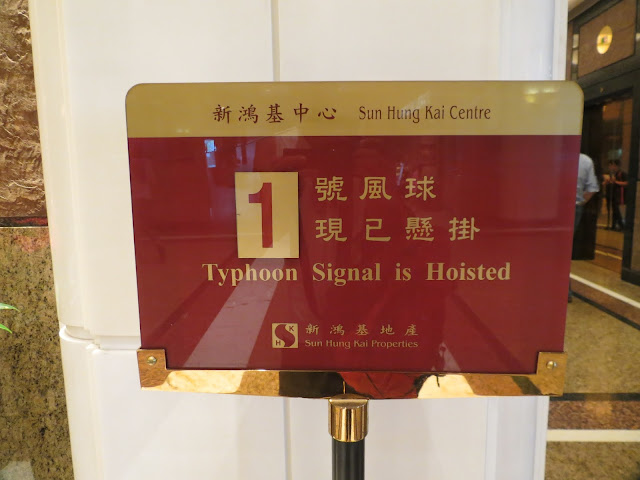 新鴻基中心 Sun Hung Kai Centre
1 號風球
現已懸掛
Typhoon Signal is Hoisted
SHK 新鴻基地產
Sun Hung Kai Properties